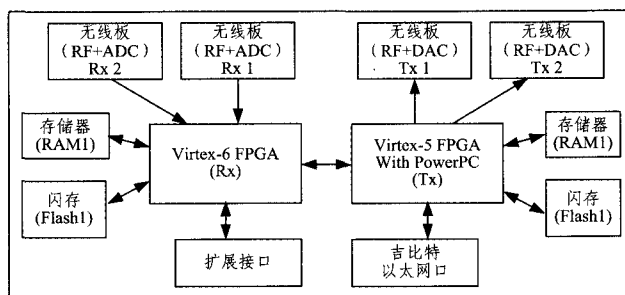 无线板
(RF+ADC)
Rx 2
无线板
(RF+ADC)
Rx 1
无线板
(RF+DAC)
Tx 1
无线板
(RF+DAC)
Tx 2
存储器
(RAM1)
Virtex-6 FPGA
(Rx)
Virtex-5 FPGA
With PowerPC
(Tx)
存储器
(RAM1)
闪存
(Flash1)
闪存
(Flash1)
扩展接口
吉比特
以太网口